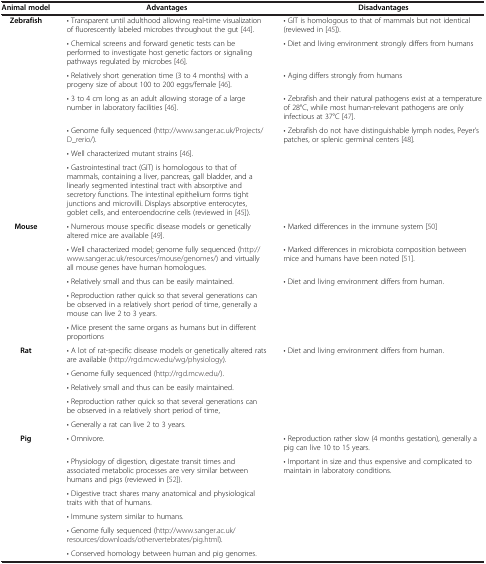 Animal model Advantages Disadvantages
Zebrafish • Transparent until adulthood allowing real-time visualization • GIT is homologous to that of mammals but not identical
of fluorescently labeled microbes throughout the gut [44]. (reviewed in [45]).
• Chemical screens and forward genetic tests can be • Diet and living environment strongly differs from humans
performed to investigate host genetic factors or signaling
pathways regulated by microbes [46].
• Relatively short generation time (3 to 4 months) with a • Aging differs strongly from humans
progeny size of about 100 to 200 eggs/female [46].
• 3 to 4 cm long as an adult allowing storage of a large • Zebrafish and their natural pathogens exist at a temperature
number in laboratory facilities [46]. of 28°C, while most human-relevant pathogens are only
infectious at 37°C [47].
• Genome fully sequenced (http://www.sanger.ac.uk/Projects/ • Zebrafish do not have distinguishable lymph nodes, Peyer's
D_rerio/). patches, or splenic germinal centers [48].
• Well characterized mutant strains [46].
• Gastrointestinal tract (GIT) is homologous to that of
mammals, containing a liver, pancreas, gall bladder, and a
linearly segmented intestinal tract with absorptive and
secretory functions. The intestinal epithelium forms tight
junctions and microvilli. Displays absorptive enterocytes,
goblet cells, and enteroendocrine cells (reviewed in [45]).
Mouse • Numerous mouse specific disease models or genetically • Marked differences in the immune system [50]
altered mice are available [49].
• Well characterized model; genome fully sequenced (http:// • Marked differences in microbiota composition between
www.sanger.ac.uk/resources/mouse/genomes/) and virtually mice and humans have been noted [51].
all mouse genes have human homologues.
• Relatively small and thus can be easily maintained. • Diet and living environment differs from human.
• Reproduction rather quick so that several generations can
be observed in a relatively short period of time, generally a
mouse can live 2 to 3 years.
• Mice present the same organs as humans but in different
proportions
Rat • A lot of rat-specific disease models or genetically altered rats • Diet and living environment differs from human.
are available (http://rgd.mcw.edu/wg/physiology).
• Genome fully sequenced (http://rgd.mcw.edu/).
• Relatively small and thus can be easily maintained.
• Reproduction rather quick so that several generations can
be observed in a relatively short period of time,
• Generally a rat can live 2 to 3 years.
Pig • Omnivore. • Reproduction rather slow (4 months gestation), generally a
pig can live 10 to 15 years.
• Physiology of digestion, digestate transit times and • Important in size and thus expensive and complicated to
associated metabolic processes are very similar between maintain in laboratory conditions.
humans and pigs (reviewed in [52]).
• Digestive tract shares many anatomical and physiological
traits with that of humans.
• Immune system similar to humans.
• Genome fully sequenced (http://www.sanger.ac.uk/
resources/downloads/othervertebrates/pig.html).
• Conserved homology between human and pig genomes.